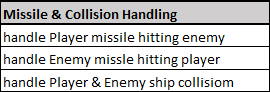 Missile & Collision Handling
handle Player missile hitting enemy
handle Enemy missle hitting player
handle Player & Enemy ship collisiom